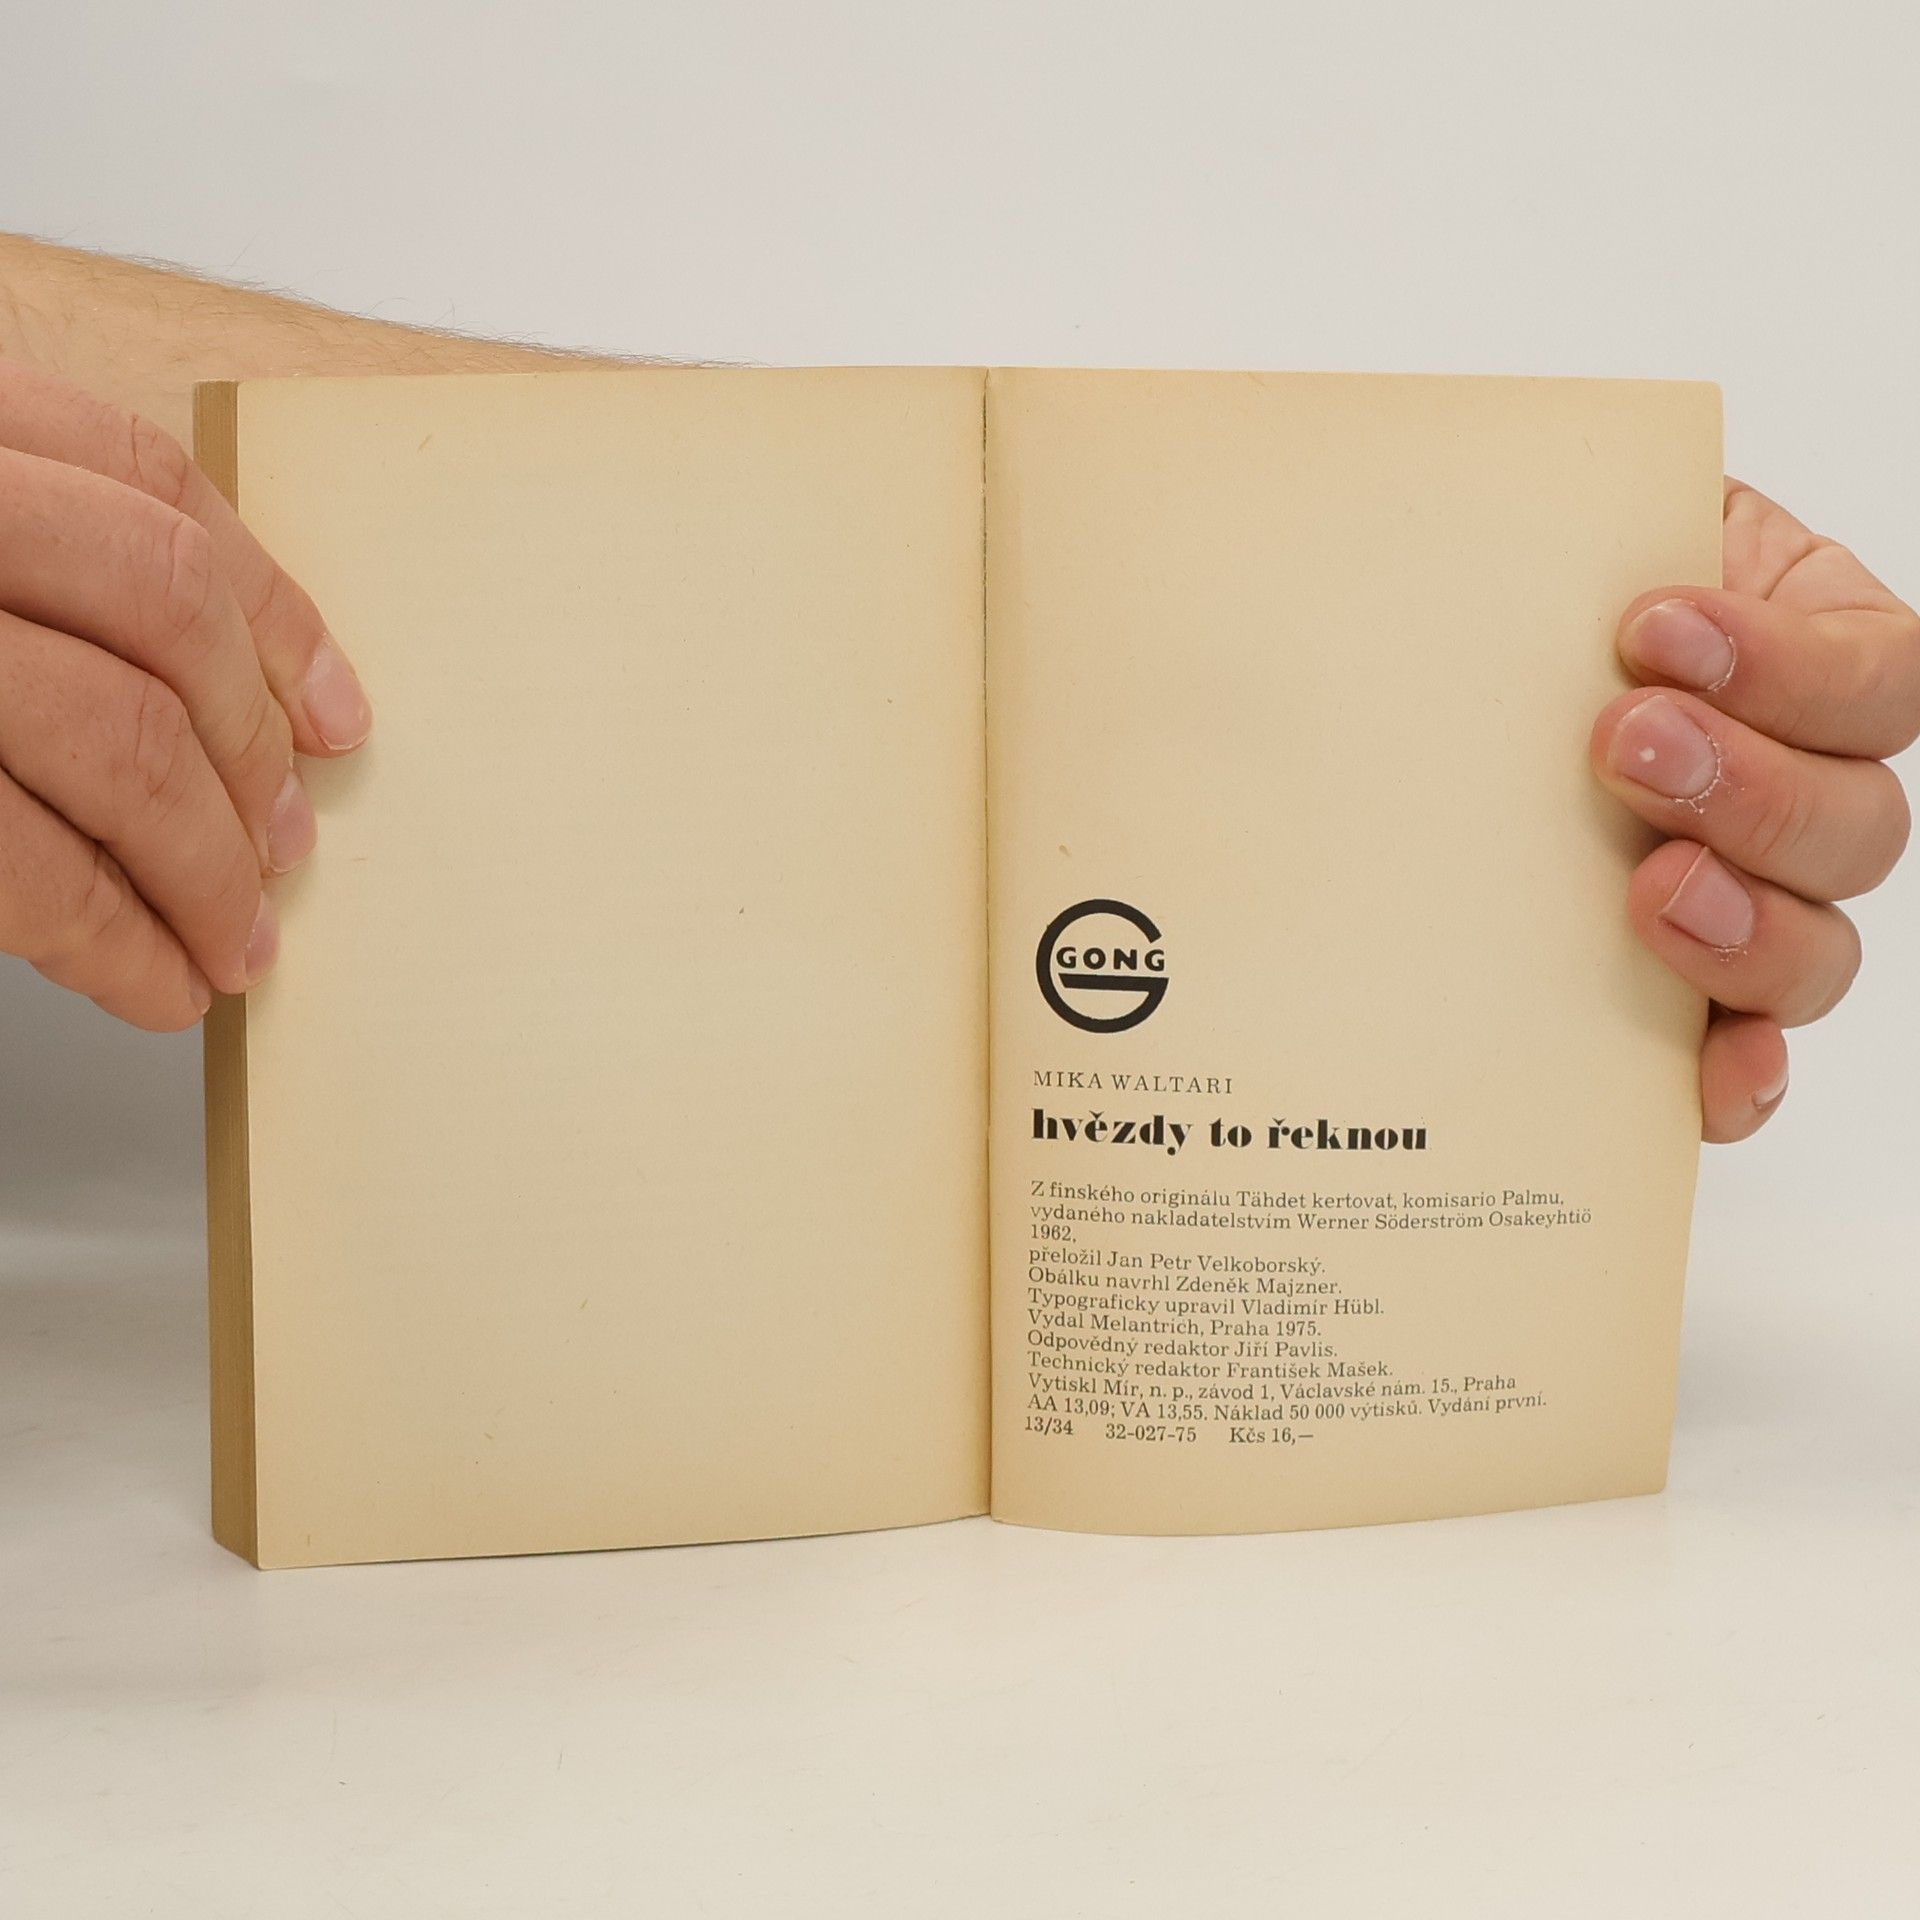 GONG
MIKA WALTARI
hvězdy to řeknou
Z finského originálu Tähdet kertovat, komisario Palmu,
vydaného nakladatelstvím Werner Söderström Osakeyhtiö
1962,
přeložil Jan Petr Velkoborský.
Obálku navrhl Zdeněk Majzner.
Typograficky upravil Vladimír Hübl.
Vydal Melantrich, Praha 1975.
Odpovědný redaktor Jiří Pavlis.
Technický redaktor František Mašek.
Vytiskl Mír, n. p., závod 1, Václavské nám. 15., Praha
AA 13,09; VA 13,55. Náklad 50 000 výtisků. Vydání první.
13/34 32-027-75 Kčs 16,—